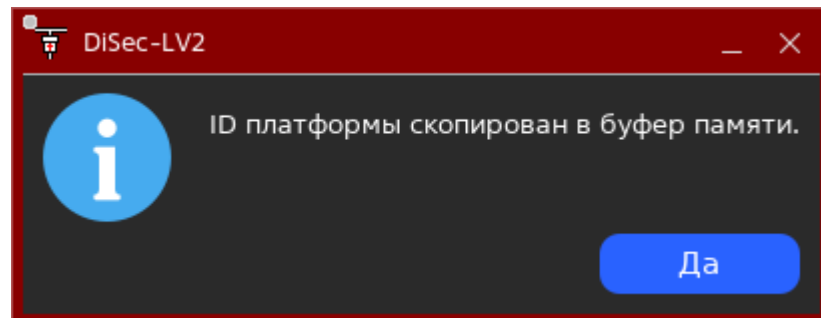 DiSec-LV2
ID платформы скопирован в буфер памяти.
Да